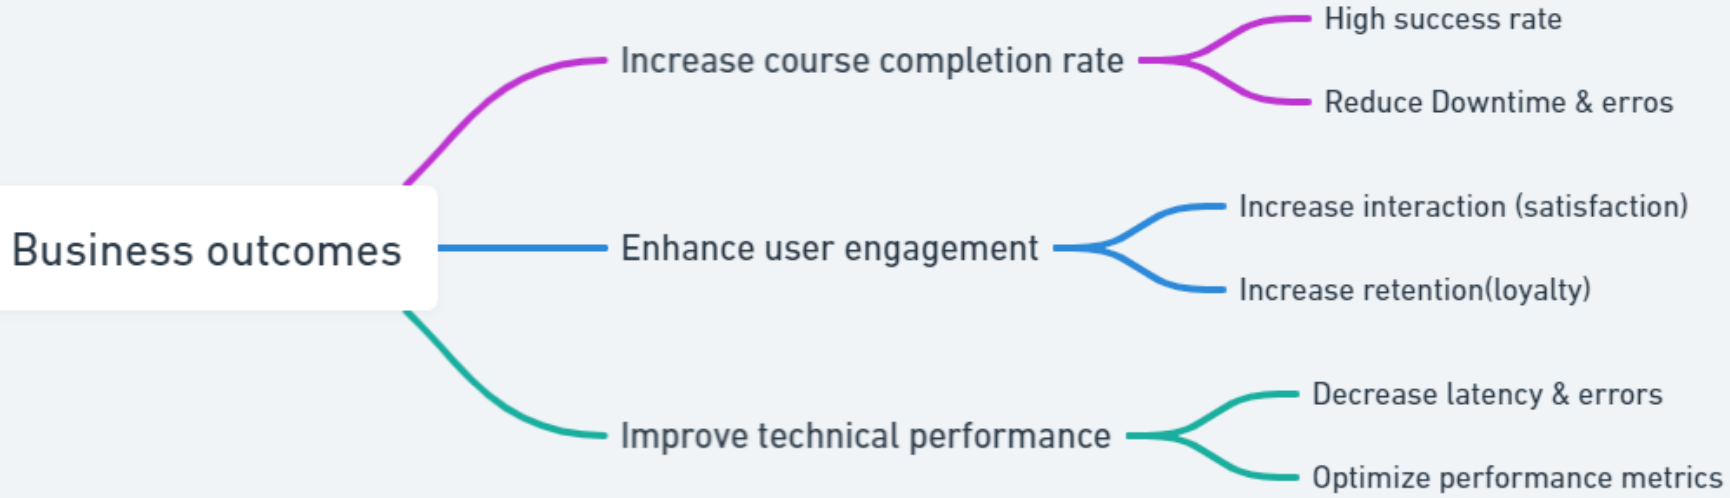 Business outcomes
Increase course completion rate
High success rate
Reduce Downtime & erros
Enhance user engagement
Increase interaction (satisfaction)
Increase retention(loyalty)
Improve technical performance
Decrease latency & errors
Optimize performance metrics